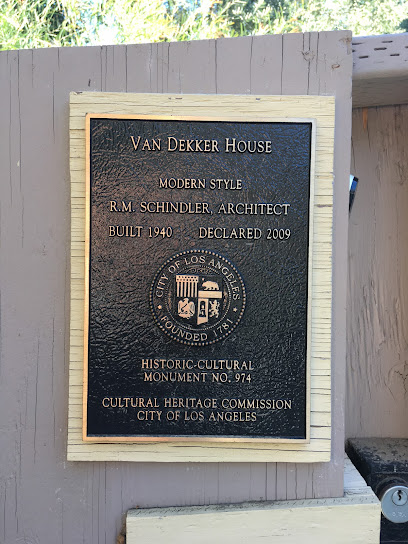 VAN DEKKER HOUSE
MODERN STYLE
R.M. SCHINDLER, ARCHITECT
BUILT 1940 DECLARED 2009
CITY OF LOS ANGELES
FOUNDED 1781
HISTORIC-CULTURAL
MONUMENT NO. 974
CULTURAL HERITAGE COMMISSION
CITY OF LOS ANGELES